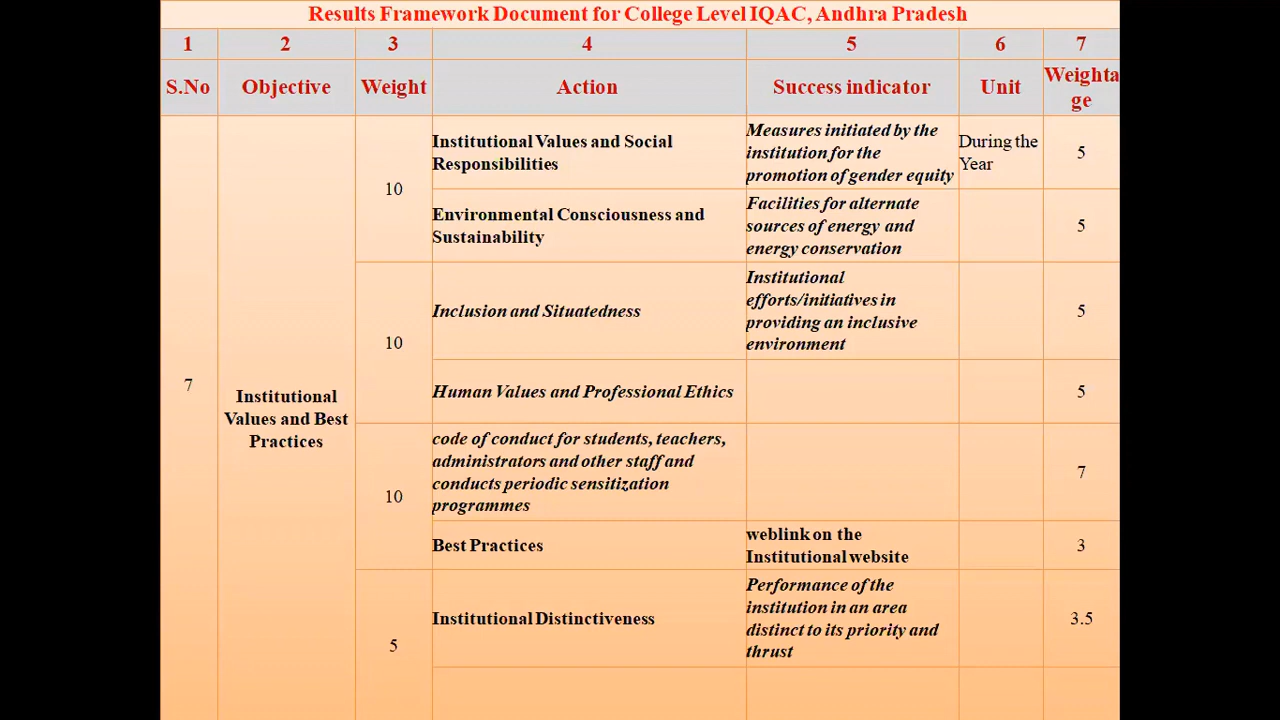 Results Framework Document for College Level IQAC, Andhra Pradesh
1 2 3 4 5 6 7
S.No Objective Weight Action Success indicator Unit Weighta
ge
7
Institutional
Values and Best
Practices
10
Institutional Values and Social
Responsibilities
Measures initiated by the
institution for the
promotion of gender equity
During the
Year
5
Environmental Consciousness and
Sustainability
Facilities for alternate
sources of energy and
energy conservation
5
10
Inclusion and Situatedness
Institutional
efforts/initiatives in
providing an inclusive
environment
5
Human Values and Professional Ethics
5
10
code of conduct for students, teachers,
administrators and other staff and
conducts periodic sensitization
programmes
7
Best Practices
weblink on the
Institutional website
3
5
Institutional Distinctiveness
Performance of the
institution in an area
distinct to its priority and
thrust
3.5